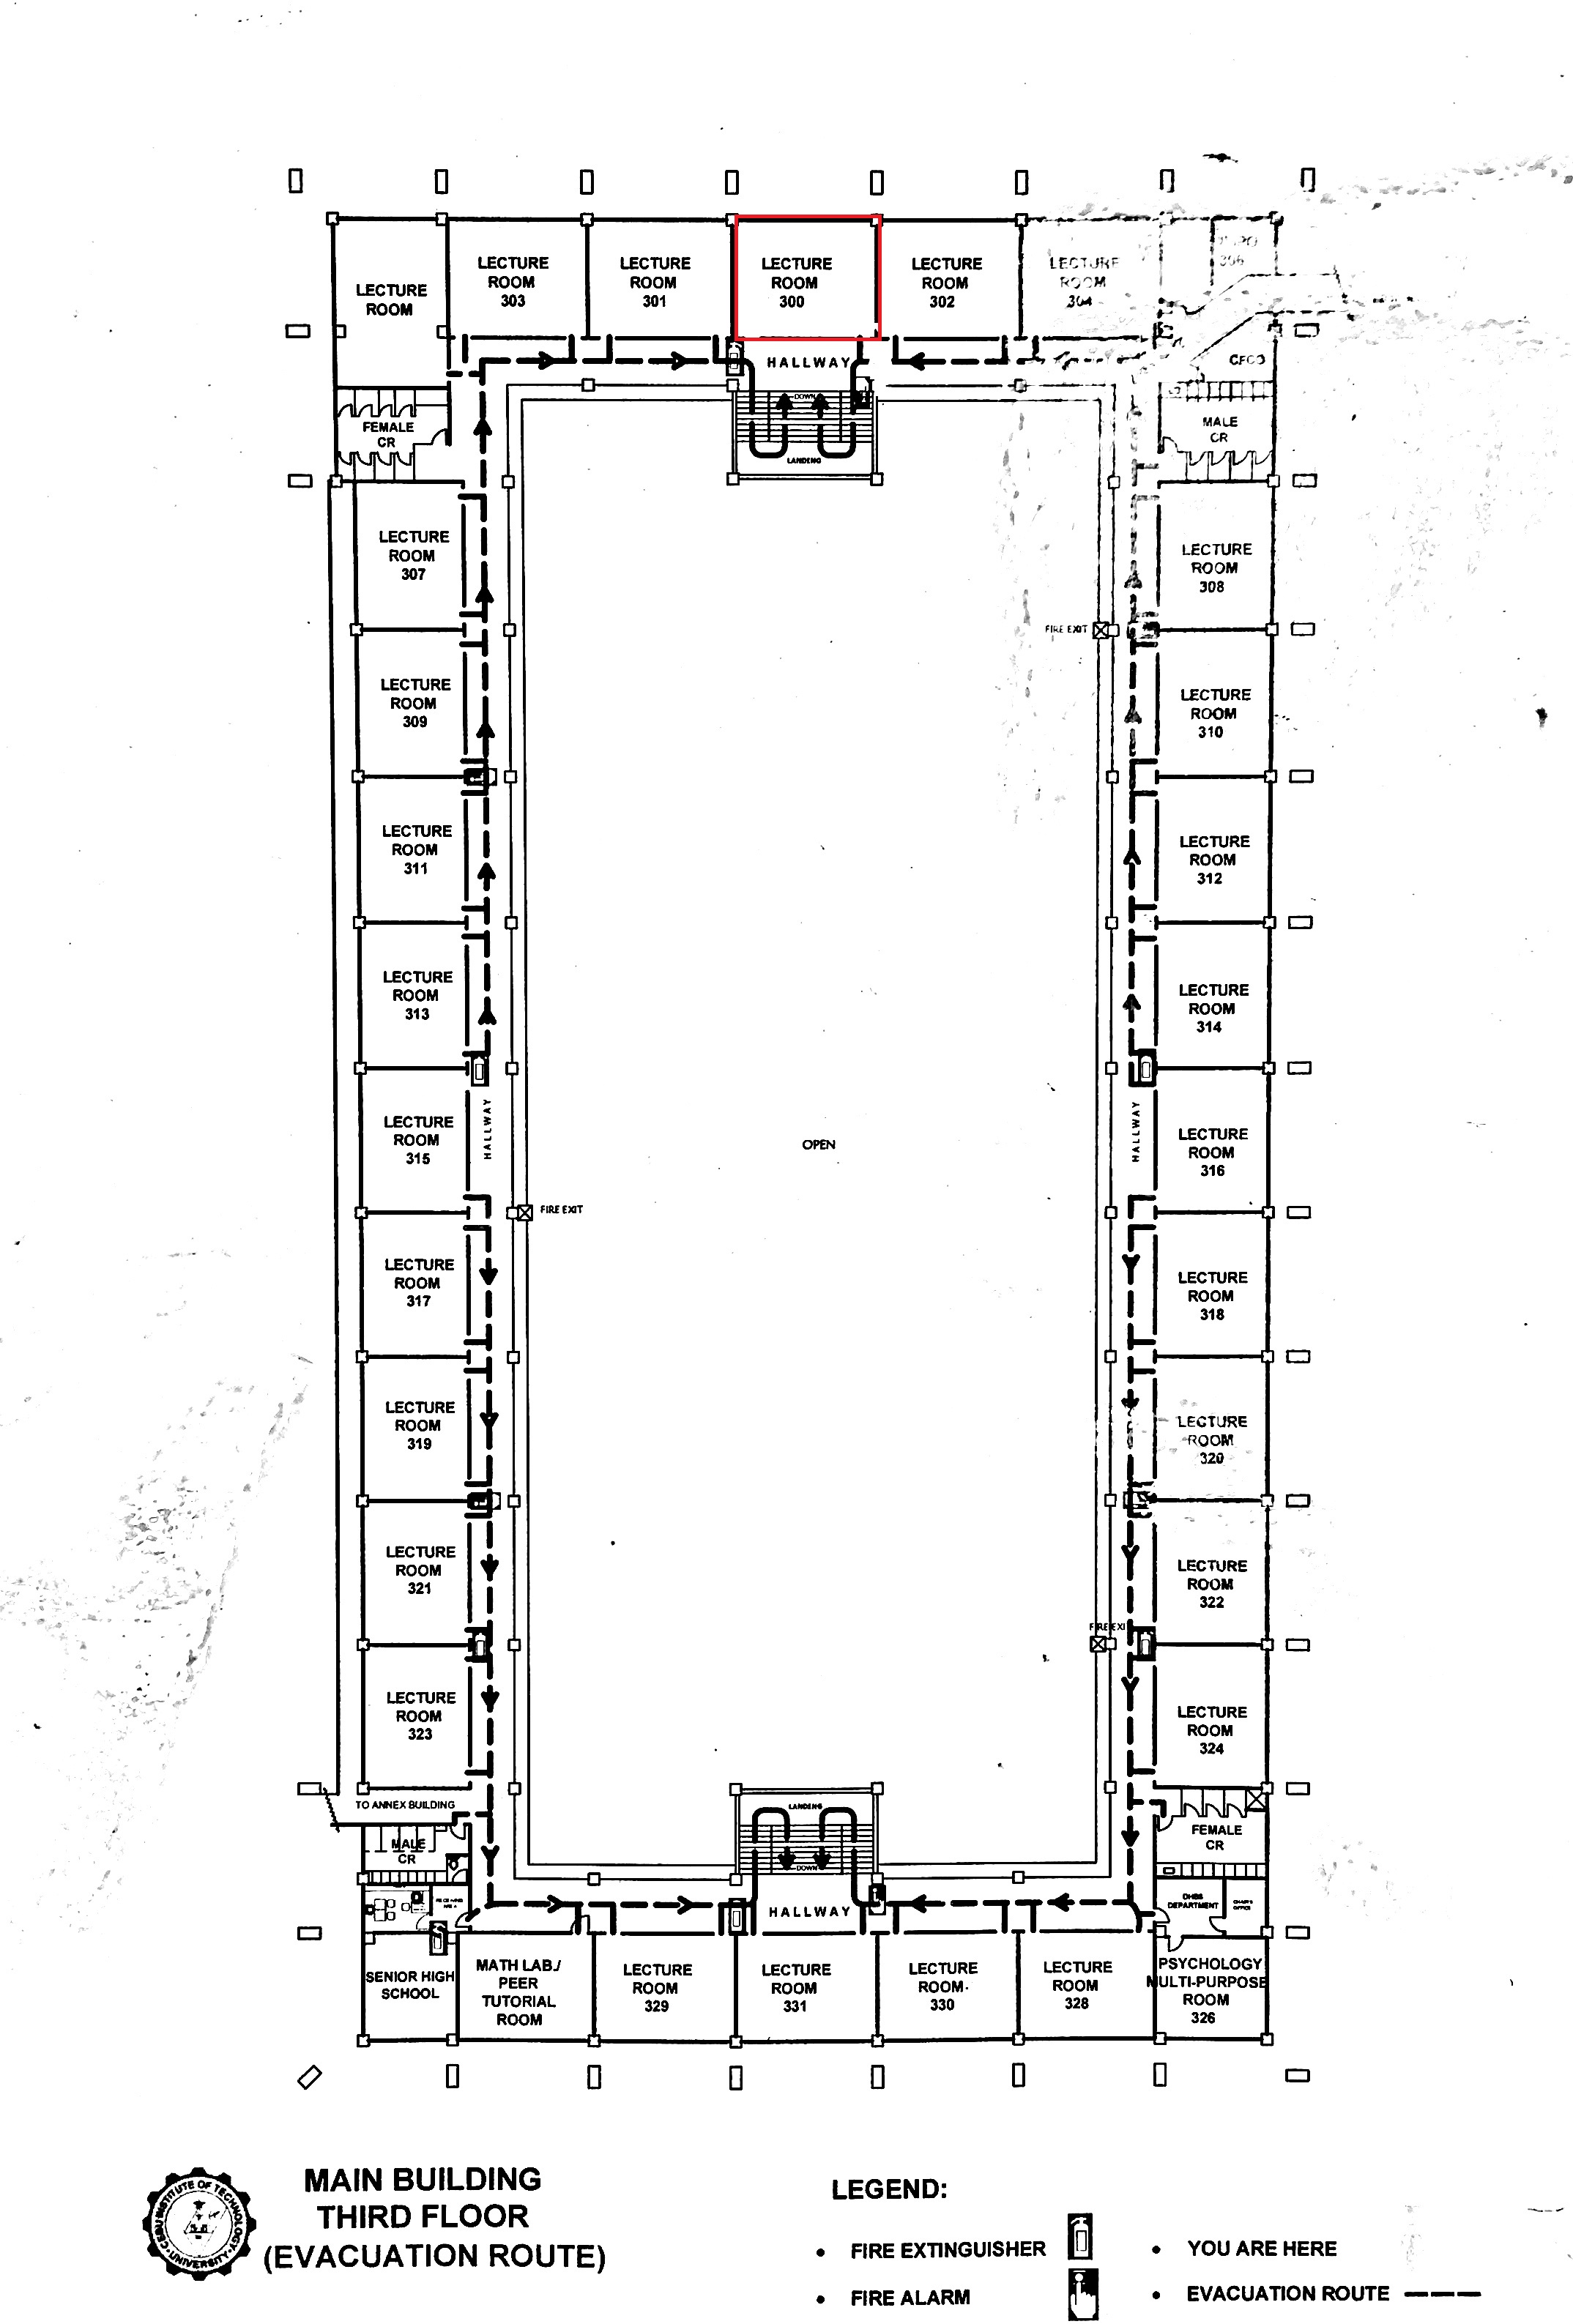 LECTURE
ROOM
LECTURE
ROOM
303
LECTURE
ROOM
301
LECTURE
ROOM
300
LECTURE
ROOM
302
LECTURE
ROOM
304
306
HALLWAY
DOWN
LANDING
FEMALE
CR
MALE
CR
LECTURE
ROOM
307
LECTURE
ROOM
308
FIRE EXIT
LECTURE
ROOM
309
LECTURE
ROOM
310
LECTURE
ROOM
311
LECTURE
ROOM
312
LECTURE
ROOM
313
LECTURE
ROOM
314
HALLWAY
HALLWAY
LECTURE
ROOM
315
OPEN
LECTURE
ROOM
316
FIRE EXIT
LECTURE
ROOM
317
LECTURE
ROOM
318
LECTURE
ROOM
319
LECTURE
ROOM
320
LECTURE
ROOM
321
LECTURE
ROOM
322
FIRE EXI
LECTURE
ROOM
323
LECTURE
ROOM
324
TO ANNEX BUILDING
LANDING
DOWN
MALE
CR
FEMALE
CR
DHBS
DEPARTMENT
CHAIR'S
OFFICE
HALLWAY
SENIOR HIGH
SCHOOL
MATH LAB./
PEER
TUTORIAL
ROOM
LECTURE
ROOM
329
LECTURE
ROOM
331
LECTURE
ROOM
330
LECTURE
ROOM
328
PSYCHOLOGY
MULTI-PURPOSE
ROOM
326
CEBU INSTITUTE OF TECHNOLOGY
UNIVERSITY
MAIN BUILDING
THIRD FLOOR
(EVACUATION ROUTE)
LEGEND:
• FIRE EXTINGUISHER
• FIRE ALARM
• YOU ARE HERE
• EVACUATION ROUTE